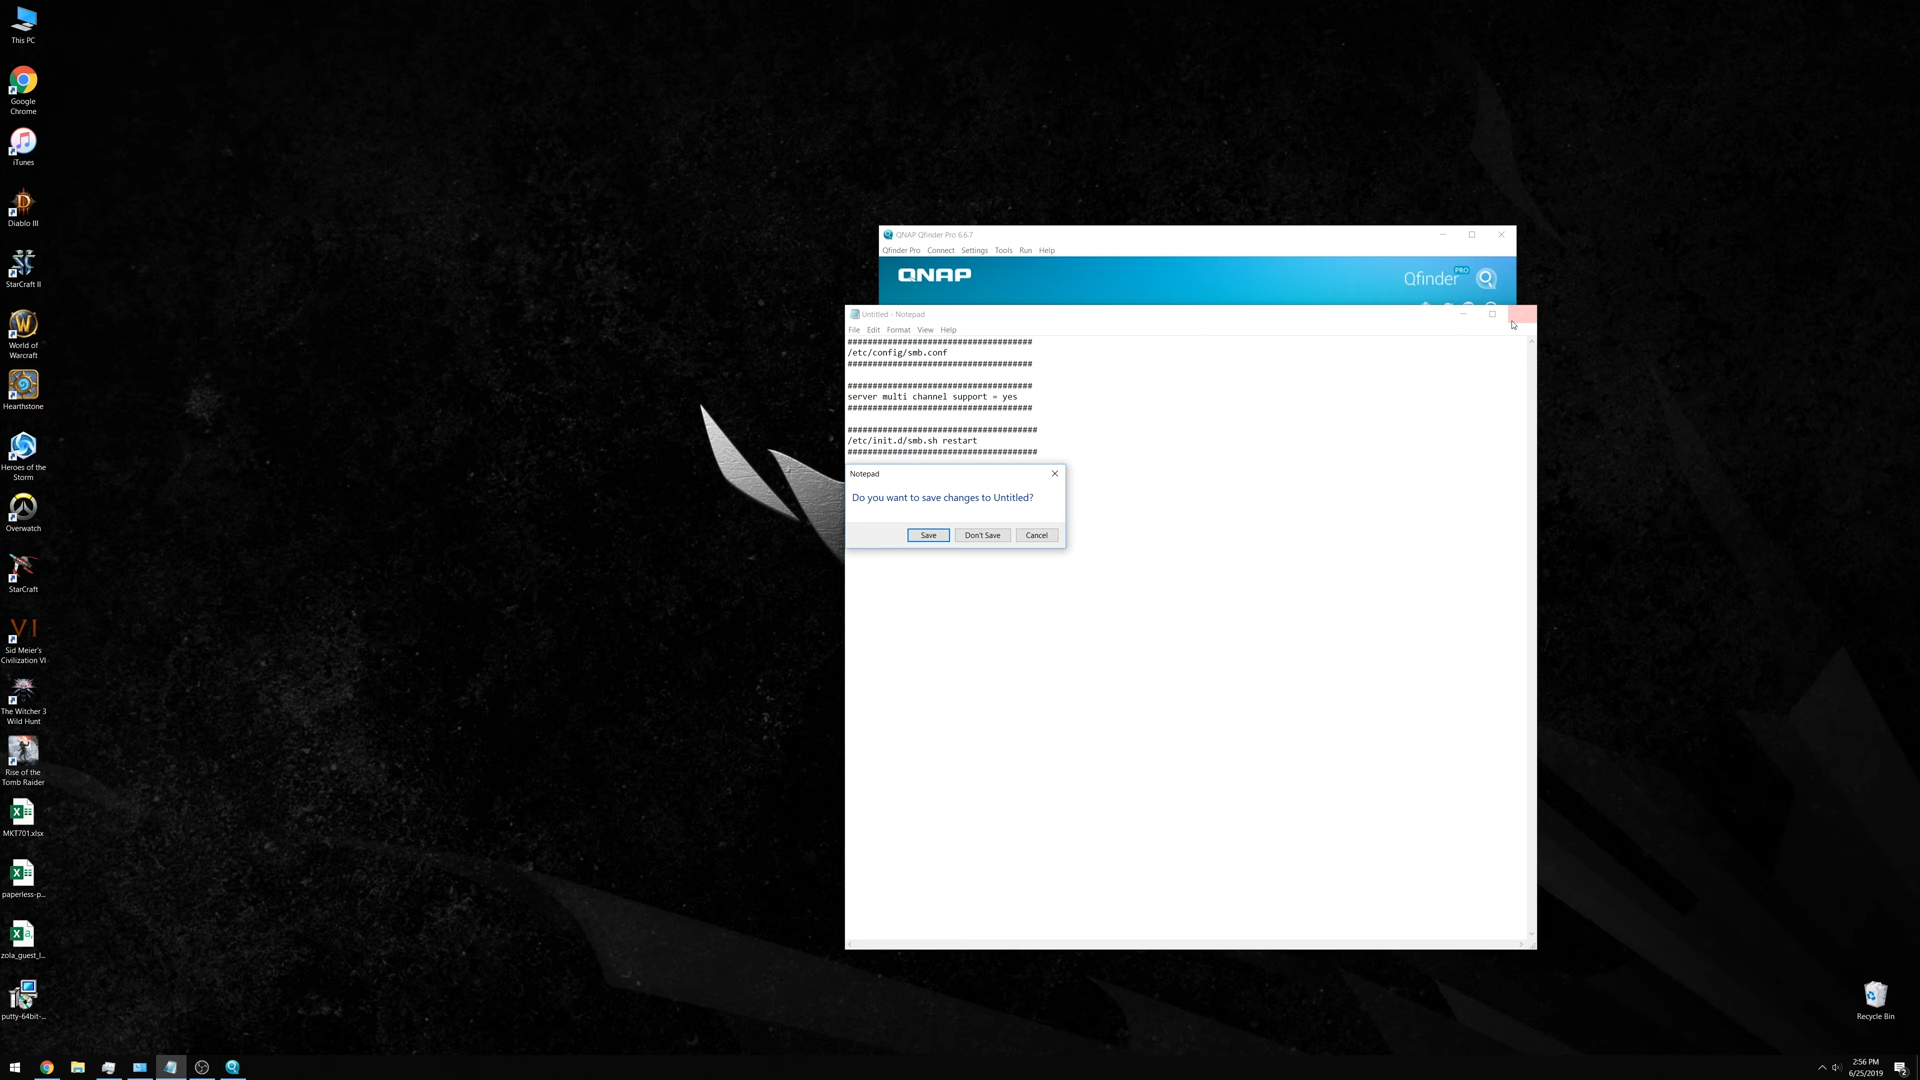 This PC
Google
Chrome
iTunes
Diablo III
StarCraft II
World of
Warcraft
Hearthstone
Heroes of the
Storm
Overwatch
StarCraft
VI
Sid Meier's
Civilization VI
The Witcher 3
Wild Hunt
Rise of the
Tomb Raider
MKT701.xlsx
paperless-p...
zola_guest_l...
putty-64bit-...
QNAP Qfinder Pro 6.6.7
Qfinder Pro Connect Settings Tools Run Help
QNAP
Qfinder PRO
Untitled - Notepad
File Edit Format View Help
#####################################
/etc/config/smb.conf
#####################################
#####################################
server multi channel support = yes
#####################################
######################################
/etc/init.d/smb.sh restart
######################################
Notepad
Do you want to save changes to Untitled?
Save Don't Save Cancel
Recycle Bin
2:56 PM
6/25/2019
2